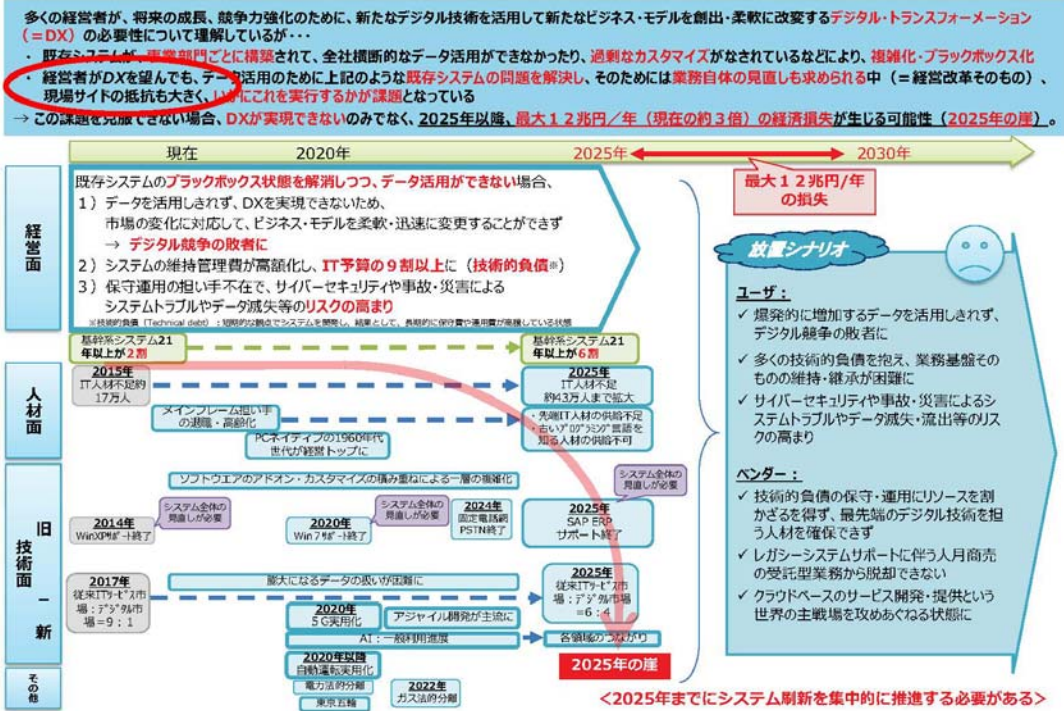 多くの経営者が、将来の成長、競争力強化のために、新たなデジタル技術を活用して新たなビジネス・モデルを創出・柔軟に改変するデジタル・トランスフォーメーション
（=DX）の必要性について理解しているが・・・
・ 既存システムが、事業部門ごとに構築されて、全社横断的なデータ活用ができなかったり、過剰なカスタマイズがなされているなどにより、複雑化・ブラックボックス化
・ 経営者がDXを望んでも、データ活用のために上記のような既存システムの問題を解決し、そのためには業務自体の見直しも求められる中（=経営改革そのもの）、
現場サイドの抵抗も大きく、いかにこれを実行するかが課題となっている
→ この課題を克服できない場合、DXが実現できないのみでなく、2025年以降、最大１２兆円/年（現在の約３倍）の経済損失が生じる可能性（2025年の崖）。
現在
2020年
2025年
2030年
最大１２兆円/年
の損失
経営面
既存システムのブラックボックス状態を解消しつつ、データ活用ができない場合、
１）データを活用しきれず、DXを実現できないため、
市場の変化に対応して、ビジネス・モデルを柔軟・迅速に変更することができず
→ デジタル競争の敗者に
２）システムの維持管理費が高額化し、IT予算の９割以上に（技術的負債※）
３）保守運用の担い手不在で、サイバーセキュリティや事故・災害による
システムトラブルやデータ滅失等のリスクの高まり
※技術的負債（Technical debt）：短期的な観点でシステムを開発し、結果として、長期的に保守費や運用費が高騰している状態
基幹系システム21
年以上が２割
基幹系システム21
年以上が６割
人材面
2015年
IT人材不足約
17万人
2025年
IT人材不足
約43万人まで拡大
メインフレーム担い手
の退職・高齢化
・先端IT人材の供給不足
・古いプログラミング言語を
知る人材の供給不可
PCネイティブの1960年代
世代が経営トップに
技術面
旧
ー
新
ソフトウエアのアドオン・カスタマイズの積み重ねによる一層の複雑化
システム全体の
見直しが必要
システム全体の
見直しが必要
システム全体の
見直しが必要
2014年
WinXPサポート終了
2020年
Win7サポート終了
2024年
固定電話網
PSTN終了
2025年
SAP ERP
サポート終了
2017年
従来ITサービス市
場：デジタル市
場＝9：1
膨大になるデータの扱いが困難に
2025年
従来ITサービス市
場：デジタル市場
＝6：4
2020年
5G実用化
アジャイル開発が主流に
AI：一般利用進展
各領域のつながり
2020年以降
自動運転実用化
2025年の崖
その他
電力法的分離
東京五輪
2022年
ガス法的分離
放置シナリオ
ユーザ：
✓ 爆発的に増加するデータを活用しきれず、
デジタル競争の敗者に
✓ 多くの技術的負債を抱え、業務基盤そ
のものの維持・継承が困難に
✓ サイバーセキュリティや事故・災害によるシ
ステムトラブルやデータ滅失・流出等のリス
クの高まり
ベンダー：
✓ 技術的負債の保守・運用にリソースを割
かざるを得ず、最先端のデジタル技術を担
う人材を確保できず
✓ レガシーシステムサポートに伴う人月商売
の受託型業務から脱却できない
✓ クラウドベースのサービス開発・提供という
世界の主戦場を攻めあぐねる状態に
＜2025年までにシステム刷新を集中的に推進する必要がある＞